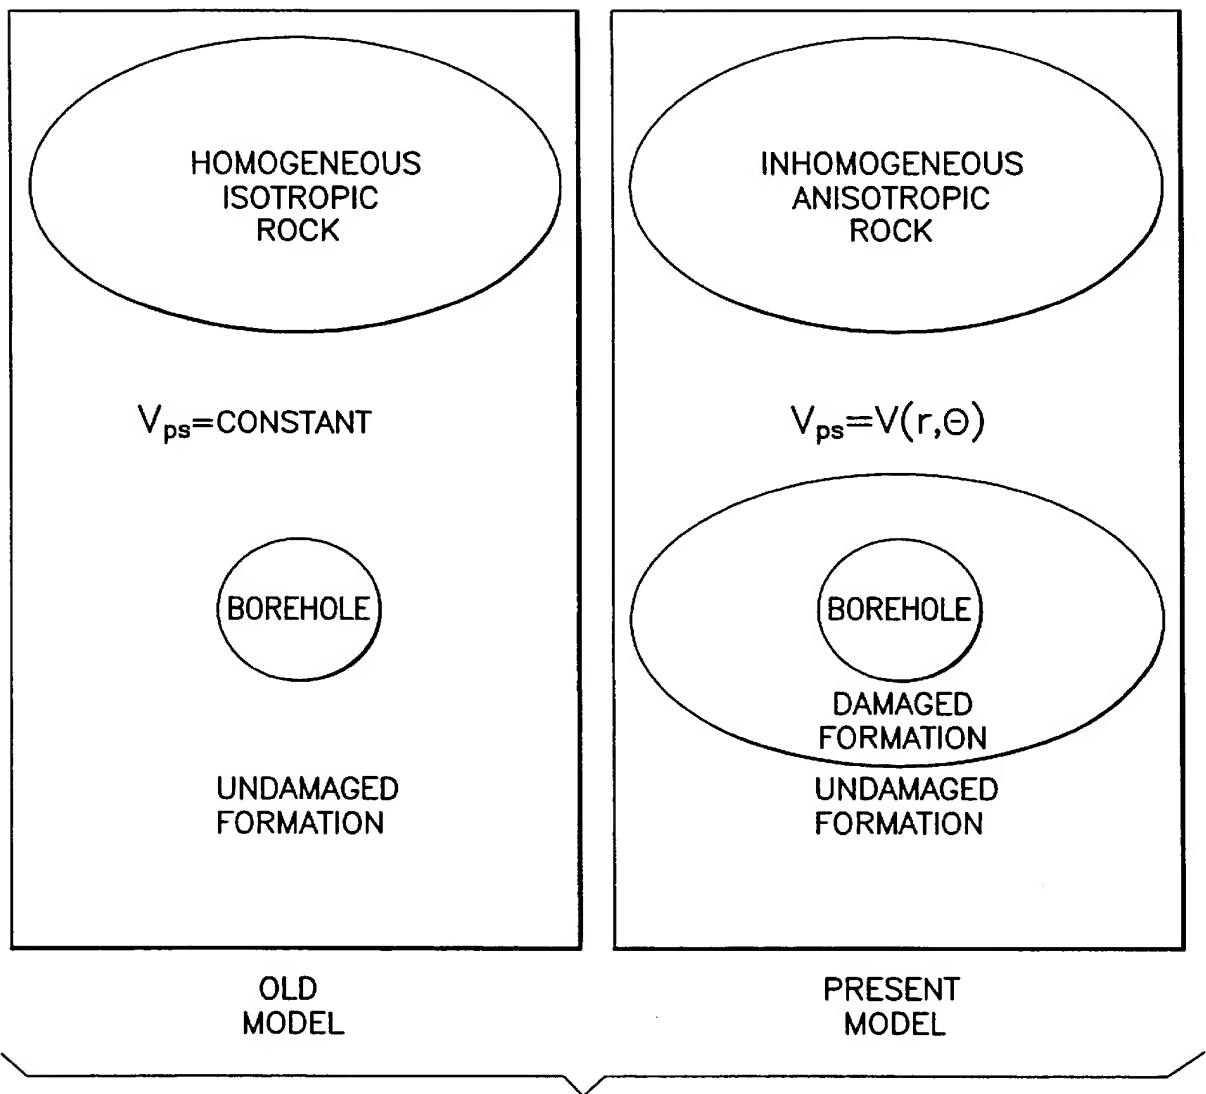 HOMOGENEOUS
ISOTROPIC
ROCK
V_ps=CONSTANT
BOREHOLE
UNDAMAGED
FORMATION
OLD
MODEL
INHOMOGENEOUS
ANISOTROPIC
ROCK
V_ps=V(r,Θ)
BOREHOLE
DAMAGED
FORMATION
UNDAMAGED
FORMATION
PRESENT
MODEL